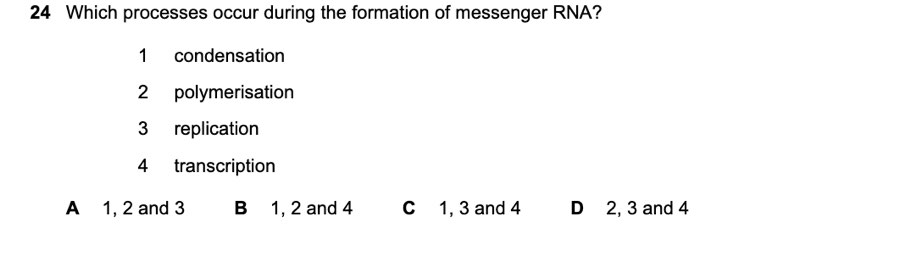 24 Which processes occur during the formation of messenger RNA?
1 condensation
2 polymerisation
3 replication
4 transcription
A 1, 2 and 3 B 1, 2 and 4 C 1, 3 and 4 D 2, 3 and 4